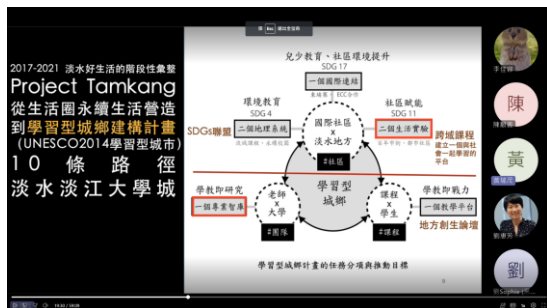 2017-2021 淡水好生活的階段性彙整
Project Tamkang
從生活圈永續生活營造
到學習型城鄉建構計畫
(UNESCO2014學習型城市)
10條路徑
淡水淡江大學城
兒少教育、社區環境提升
SDG 17
一個國際連結
環境教育
SDG 4
二個地理系統
國際社區
x
淡水地方
#社區
社區賦能
SDG 11
二個生活實驗
SDGs聯盟
跨域課程
建立一個與社
會一起學習的
平台
學習型
城鄉
學教即研究
一個專業智庫
老師
x
大學
#團隊
課程
x
學生
#課程
學教即戰力
一個教學平台
地方創生論壇
學習型城鄉計畫的任務分項與推動目標
9
陳
黃
劉